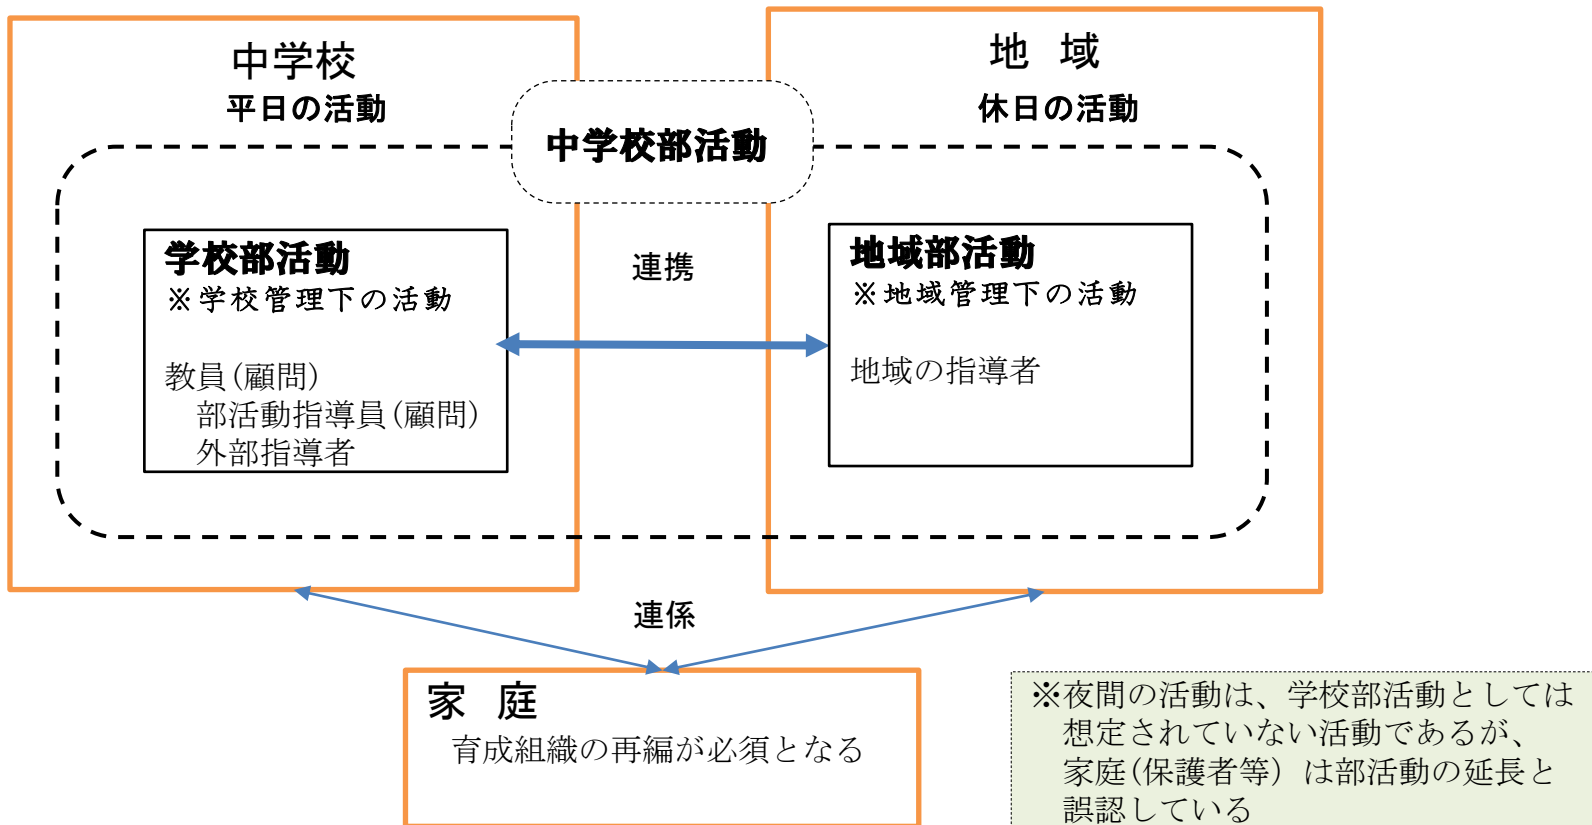 中学校
平日の活動
地 域
休日の活動
中学校部活動
学校部活動
※学校管理下の活動
教員(顧問)
部活動指導員(顧問)
外部指導者
連携
地域部活動
※地域管理下の活動
地域の指導者
連係
家 庭
育成組織の再編が必須となる
※夜間の活動は、学校部活動としては
想定されていない活動であるが、
家庭(保護者等) は部活動の延長と
誤認している